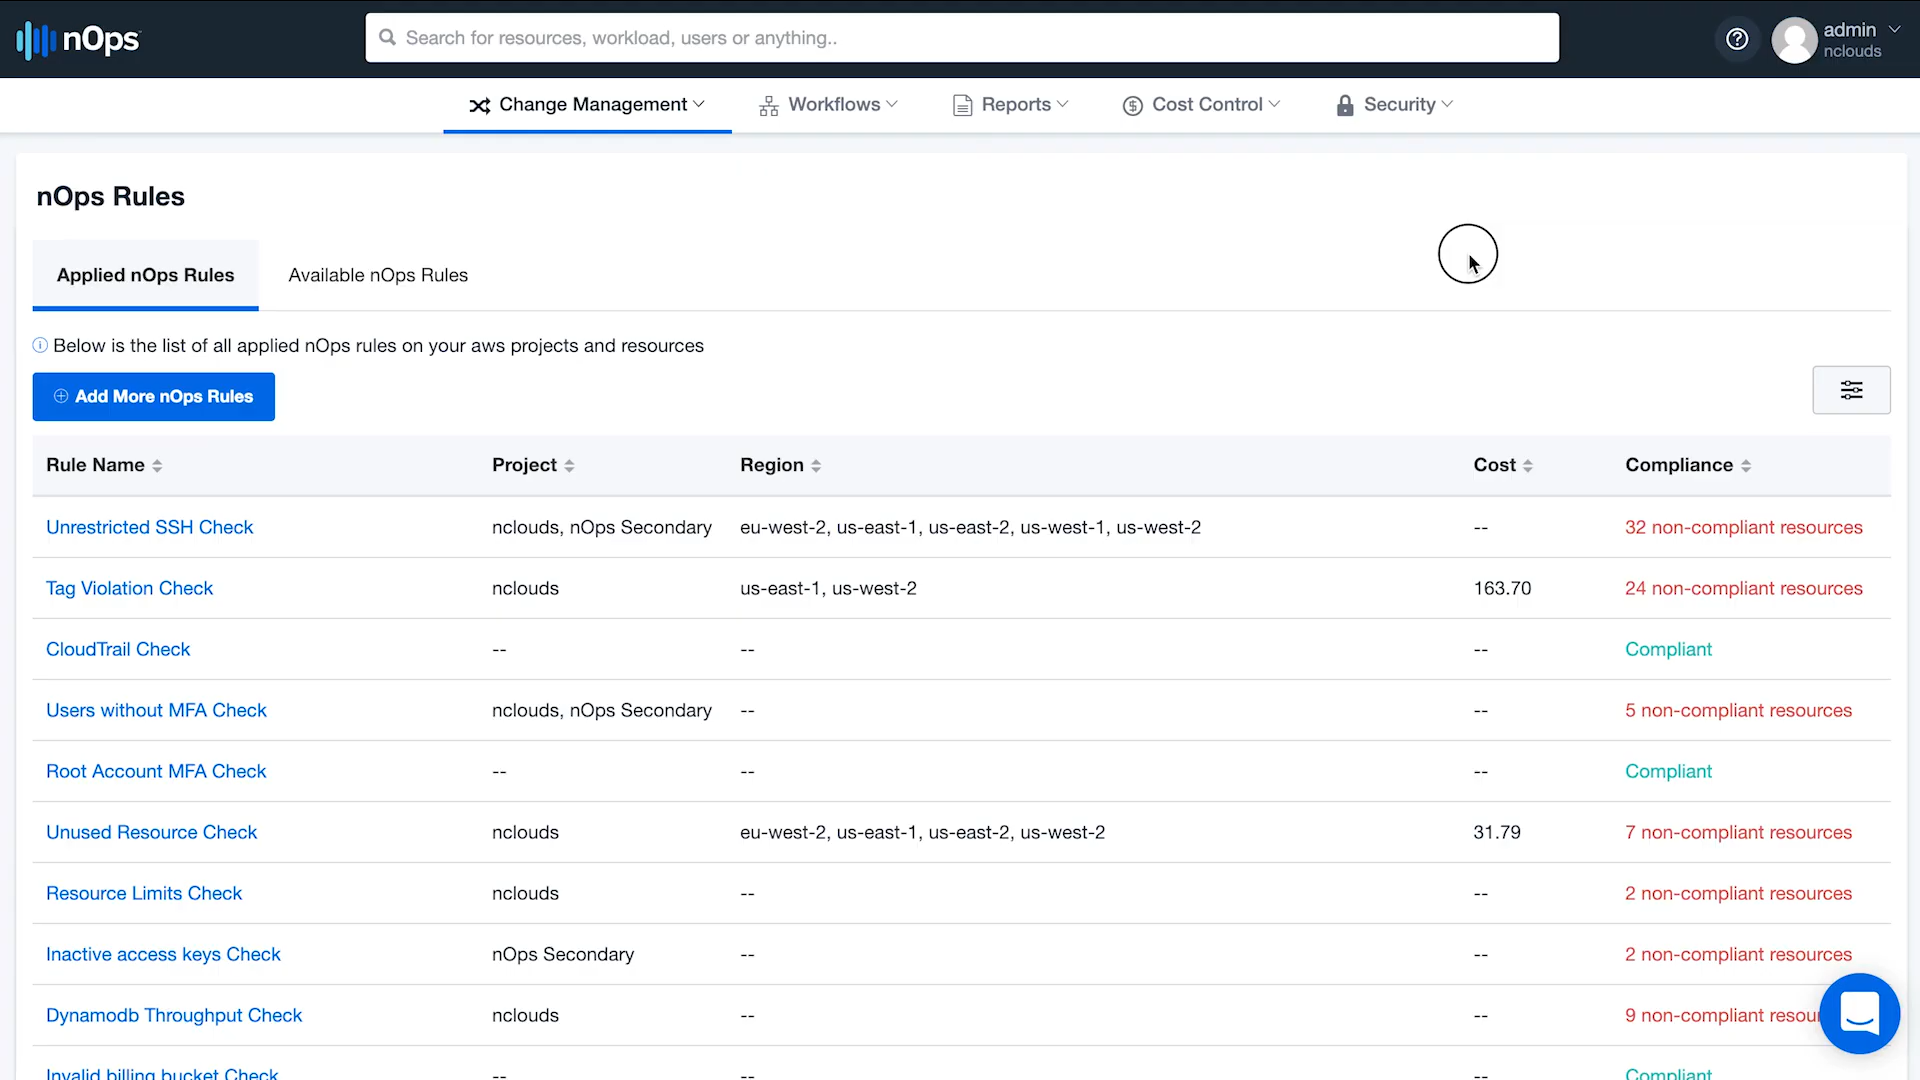 nOps
Search for resources, workload, users or anything..
admin
nclouds
Change Management
Workflows
Reports
Cost Control
Security
nOps Rules
Applied nOps Rules
Available nOps Rules
Below is the list of all applied nOps rules on your aws projects and resources
Add More nOps Rules
Rule Name Project Region Cost Compliance
Unrestricted SSH Check nclouds, nOps Secondary eu-west-2, us-east-1, us-east-2, us-west-1, us-west-2 -- 32 non-compliant resources
Tag Violation Check nclouds us-east-1, us-west-2 163.70 24 non-compliant resources
CloudTrail Check -- -- -- Compliant
Users without MFA Check nclouds, nOps Secondary -- -- 5 non-compliant resources
Root Account MFA Check -- -- -- Compliant
Unused Resource Check nclouds eu-west-2, us-east-1, us-east-2, us-west-2 31.79 7 non-compliant resources
Resource Limits Check nclouds -- -- 2 non-compliant resources
Inactive access keys Check nOps Secondary -- -- 2 non-compliant resources
Dynamodb Throughput Check nclouds -- -- 9 non-compliant resou
Invalid billing bucket Check -- -- -- Compliant